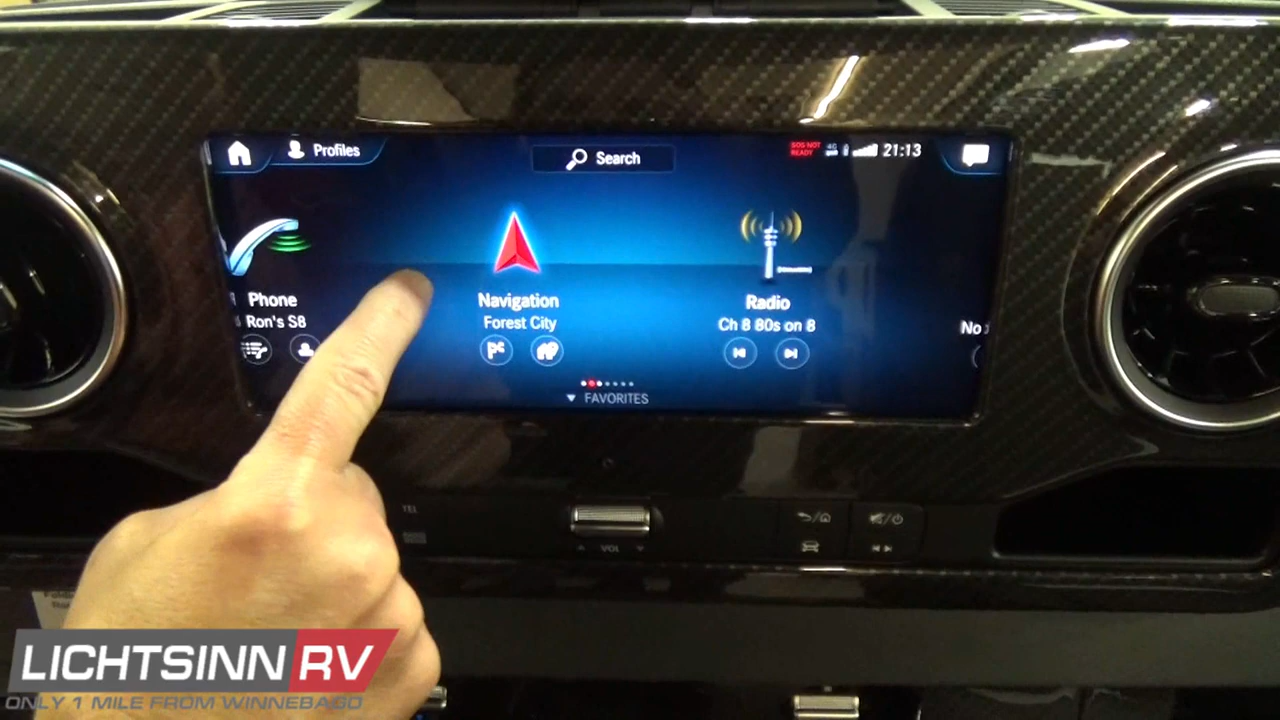 Profiles
Search
SOS NOT
READY
4G
21:13
Phone
Ron's S8
Navigation
Forest City
Radio
Ch 8 80s on 8
No
FAVORITES
TEL
VOL
LICHTSINN RV
ONLY 1 MILE FROM WINNEBAGO